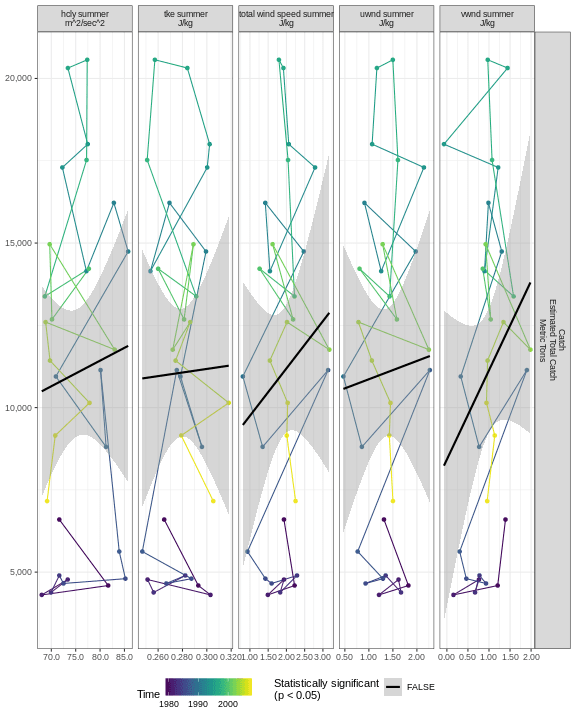 hcly summer
m^2/sec^2
tke summer
J/kg
total wind speed summer
J/kg
uwnd summer
J/kg
vwnd summer
J/kg
20,000
15,000
10,000
5,000
Catch
Estimated Total Catch
Metric Tons
70.0 75.0 80.0 85.0
0.260 0.280 0.300 0.320
1.00 1.50 2.00 2.50 3.00
0.50 1.00 1.50 2.00
0.00 0.50 1.00 1.50 2.00
Time
1980 1990 2000
Statistically significant
(p < 0.05)
FALSE